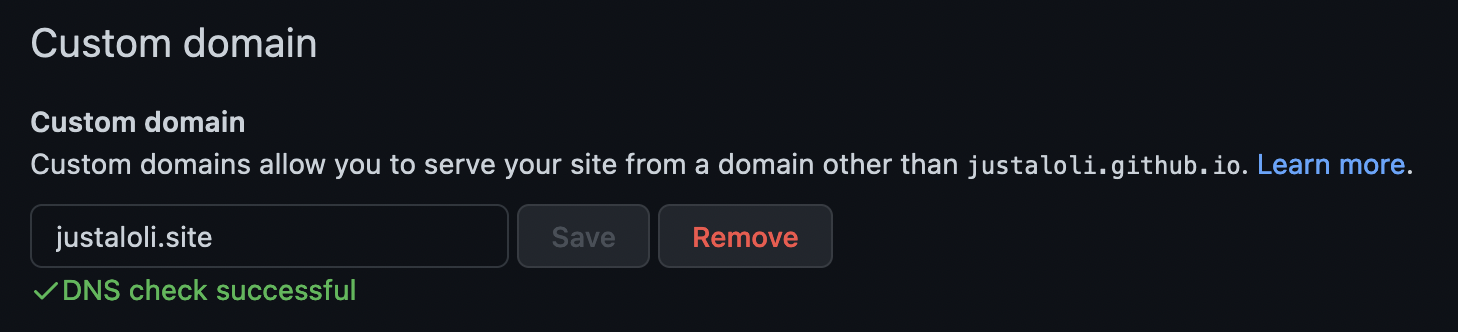 Custom domain
Custom domain
Custom domains allow you to serve your site from a domain other than justaloli.github.io. Learn more.
justaloli.site Save Remove
✓DNS check successful